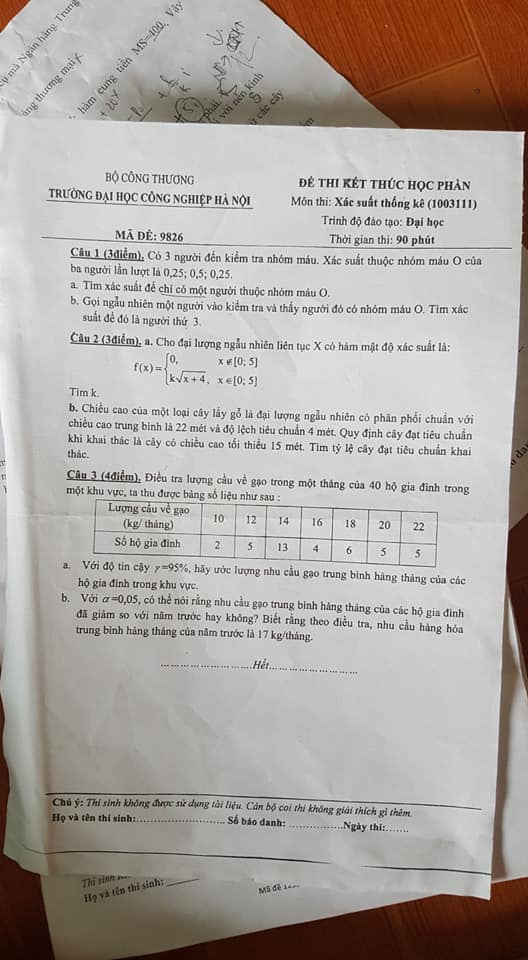 cụ mà Ngân hàng Trung
hàm cung tiền MS=400. Vậy
BỘ CÔNG THƯƠNG
TRƯỜNG ĐẠI HỌC CÔNG NGHIỆP HÀ NỘI
MÃ ĐỀ: 9826
ĐỀ THI KẾT THÚC HỌC PHẦN
Môn thi: Xác suất thống kê (1003111)
Trình độ đào tạo: Đại học
Thời gian thi: 90 phút
Câu 1 (3điểm). Có 3 người đến kiểm tra nhóm máu. Xác suất thuộc nhóm máu O của
ba người lần lượt là 0,25; 0,5; 0,25.
a. Tìm xác suất để chỉ có một người thuộc nhóm máu O.
b. Gọi ngẫu nhiên một người vào kiểm tra và thấy người đó có nhóm máu O. Tìm xác
suất để đó là người thứ 3.
Câu 2 (3điểm). a. Cho đại lượng ngẫu nhiên liên tục X có hàm mật độ xác suất là:
f(x) = {0, x ∉ [0; 5]
k√x+4, x ∈ [0; 5]
Tìm k.
b. Chiều cao của một loại cây lấy gỗ là đại lượng ngẫu nhiên có phân phối chuẩn với
chiều cao trung bình là 22 mét và độ lệch tiêu chuẩn 4 mét. Quy định cây đạt tiêu chuẩn
khi khai thác là cây có chiều cao tối thiểu 15 mét. Tìm tỷ lệ cây đạt tiêu chuẩn khai
thác.
Câu 3 (4điểm). Điều tra lượng cầu về gạo trong một tháng của 40 hộ gia đình trong
một khu vực, ta thu được bảng số liệu như sau :
Lượng cầu về gạo
(kg/ tháng) 10 12 14 16 18 20 22
Số hộ gia đình 2 5 13 4 6 5 5
a. Với độ tin cậy γ=95%, hãy ước lượng nhu cầu gạo trung bình hàng tháng của các
hộ gia đình trong khu vực.
b. Với α=0,05, có thể nói rằng nhu cầu gạo trung bình hàng tháng của các hộ gia đình
đã giảm so với năm trước hay không? Biết rằng theo điều tra, nhu cầu hàng hóa
trung bình hàng tháng của năm trước là 17 kg/tháng.
..............................Hết..............................
Chú ý: Thí sinh không được sử dụng tài liệu. Cán bộ coi thi không giải thích gì thêm.
Họ và tên thí sinh:.......................... Số báo danh: ................Ngày thi:.......
Thí sinh
Họ và tên thí sinh:
Mã đề